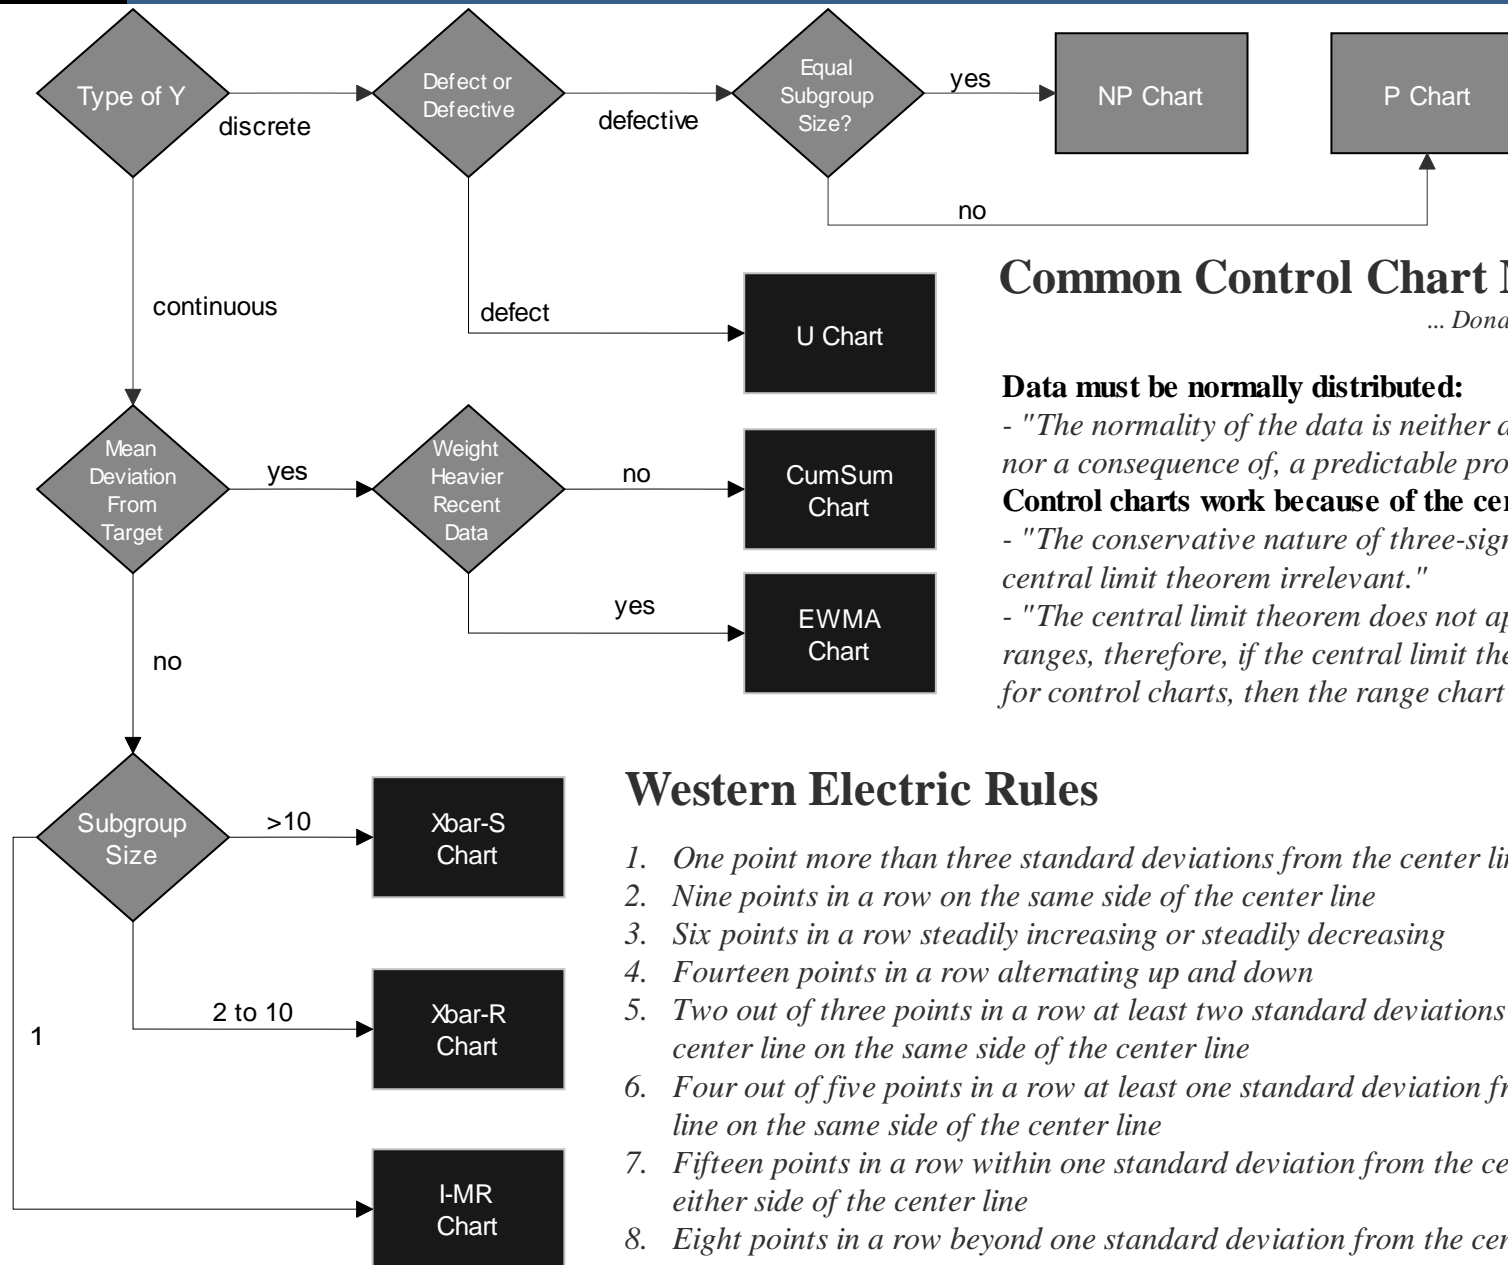 Type of Y
discrete
Defect or
Defective
defective
Equal
Subgroup
Size?
yes
NP Chart
P Chart
no
continuous
defect
U Chart
Common Control Chart
... Dona
Data must be normally distributed:
- "The normality of the data is neither a
nor a consequence of, a predictable pro
Control charts work because of the cen
- "The conservative nature of three-sigm
central limit theorem irrelevant."
- "The central limit theorem does not ap
ranges, therefore, if the central limit the
for control charts, then the range chart
Mean
Deviation
From
Target
yes
Weight
Heavier
Recent
Data
no
CumSum
Chart
yes
EWMA
Chart
no
Subgroup
Size
>10
Xbar-S
Chart
2 to 10
Xbar-R
Chart
1
I-MR
Chart
Western Electric Rules
1. One point more than three standard deviations from the center lin
2. Nine points in a row on the same side of the center line
3. Six points in a row steadily increasing or steadily decreasing
4. Fourteen points in a row alternating up and down
5. Two out of three points in a row at least two standard deviations
center line on the same side of the center line
6. Four out of five points in a row at least one standard deviation fr
line on the same side of the center line
7. Fifteen points in a row within one standard deviation from the ce
either side of the center line
8. Eight points in a row beyond one standard deviation from the cen